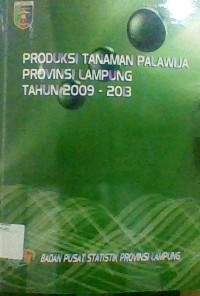 PRODUKSI TANAMAN PALAWIJA
PROVINSI LAMPUNG
TAHUN 2009 - 2013
BADAN PUSAT STATISTIK PROVINSI LAMPUNG